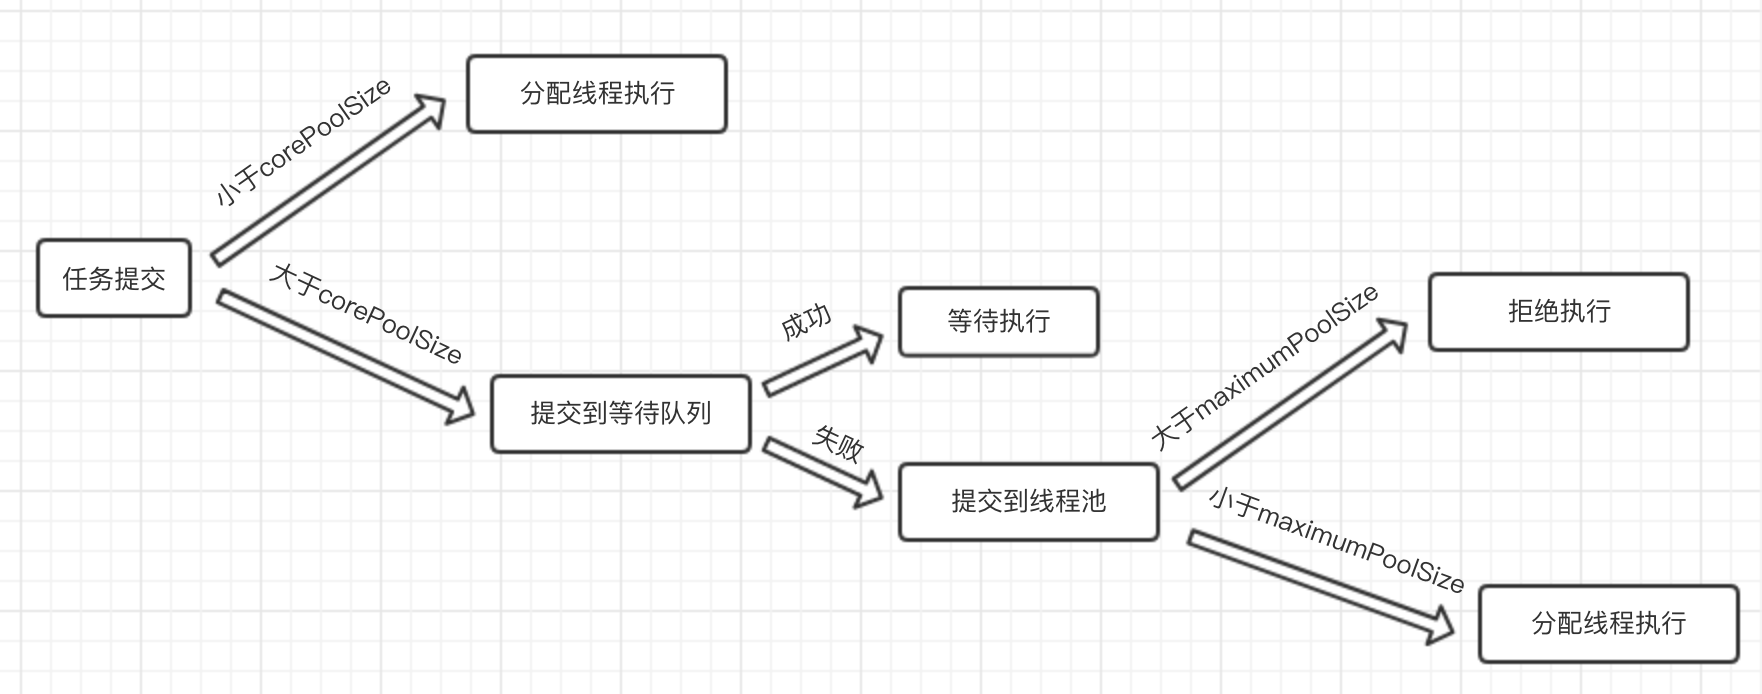 分配线程执行
小于corePoolSize
任务提交
大于corePoolSize
提交到等待队列
成功
等待执行
失败
提交到线程池
大于maximumPoolSize
拒绝执行
小于maximumPoolSize
分配线程执行